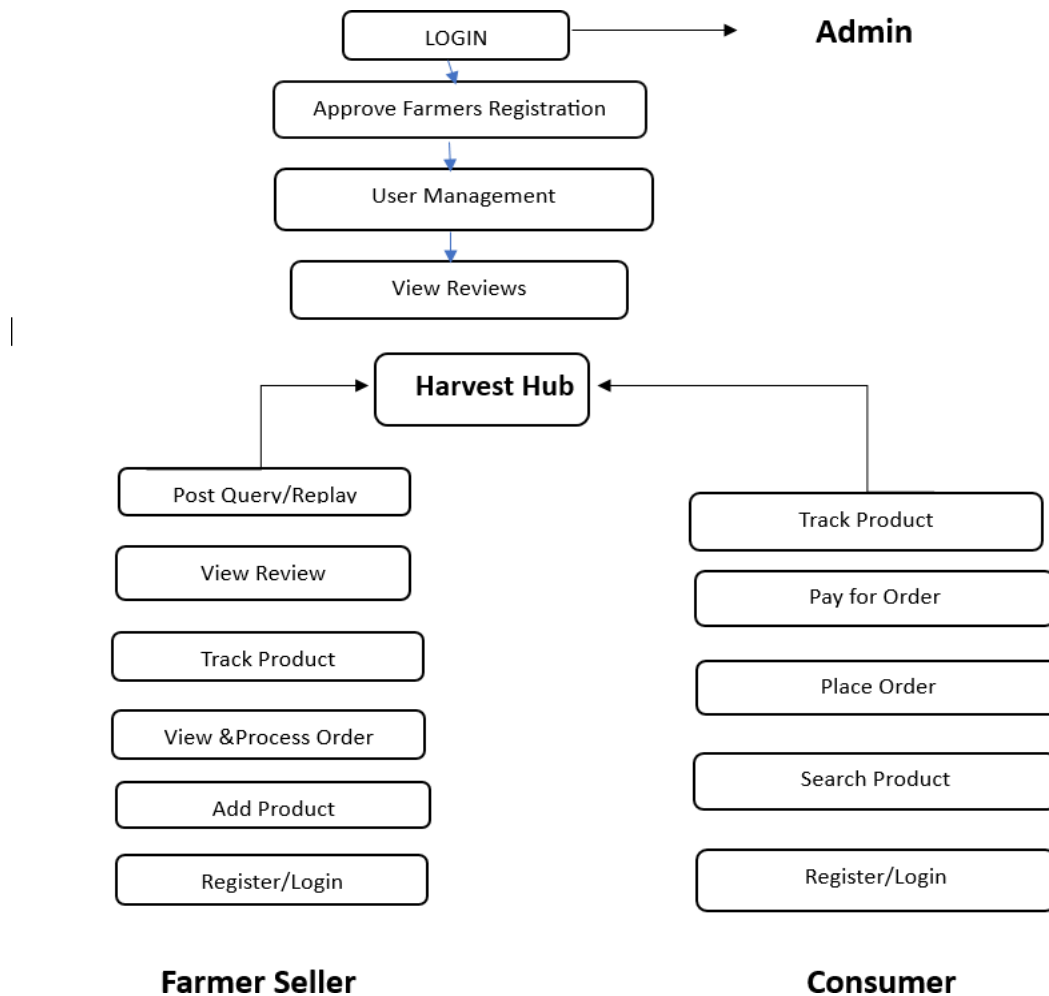 LOGIN
Admin
Approve Farmers Registration
User Management
View Reviews
Harvest Hub
Post Query/Replay
View Review
Track Product
View &Process Order
Add Product
Register/Login
Farmer Seller
Track Product
Pay for Order
Place Order
Search Product
Register/Login
Consumer